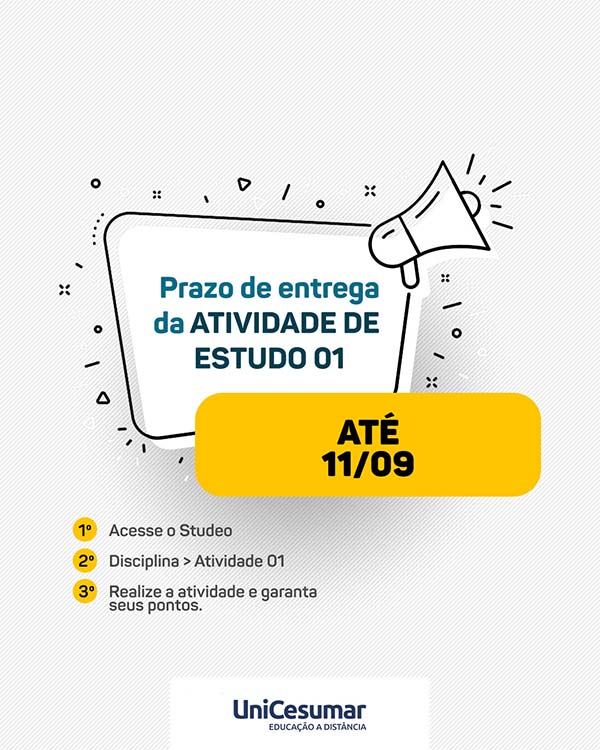 Prazo de entrega
da ATIVIDADE DE
ESTUDO 01
ATÉ
11/09
1º Acesse o Studeo
2º Disciplina > Atividade 01
3º Realize a atividade e garanta
seus pontos.
UniCesumar
EDUCAÇÃO A DISTÂNCIA